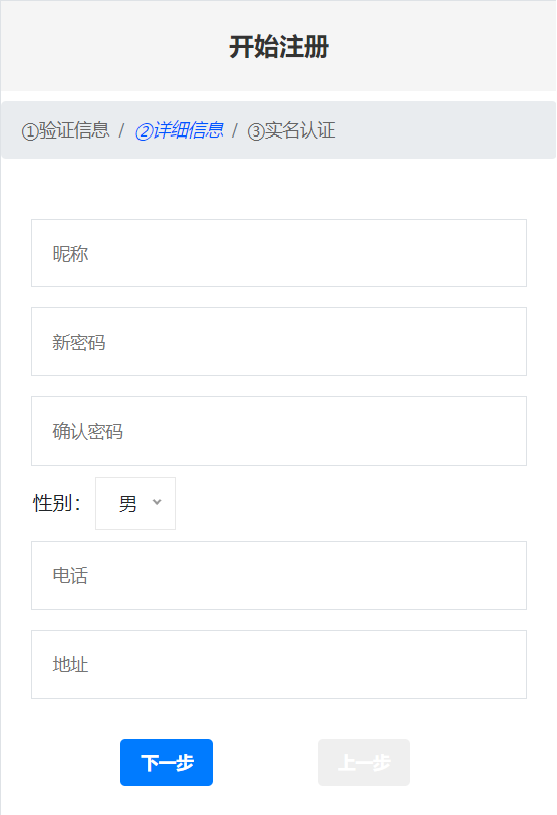 开始注册
①验证信息 / ②详细信息 / ③实名认证
昵称
新密码
确认密码
性别： 男
电话
地址
下一步 上一步